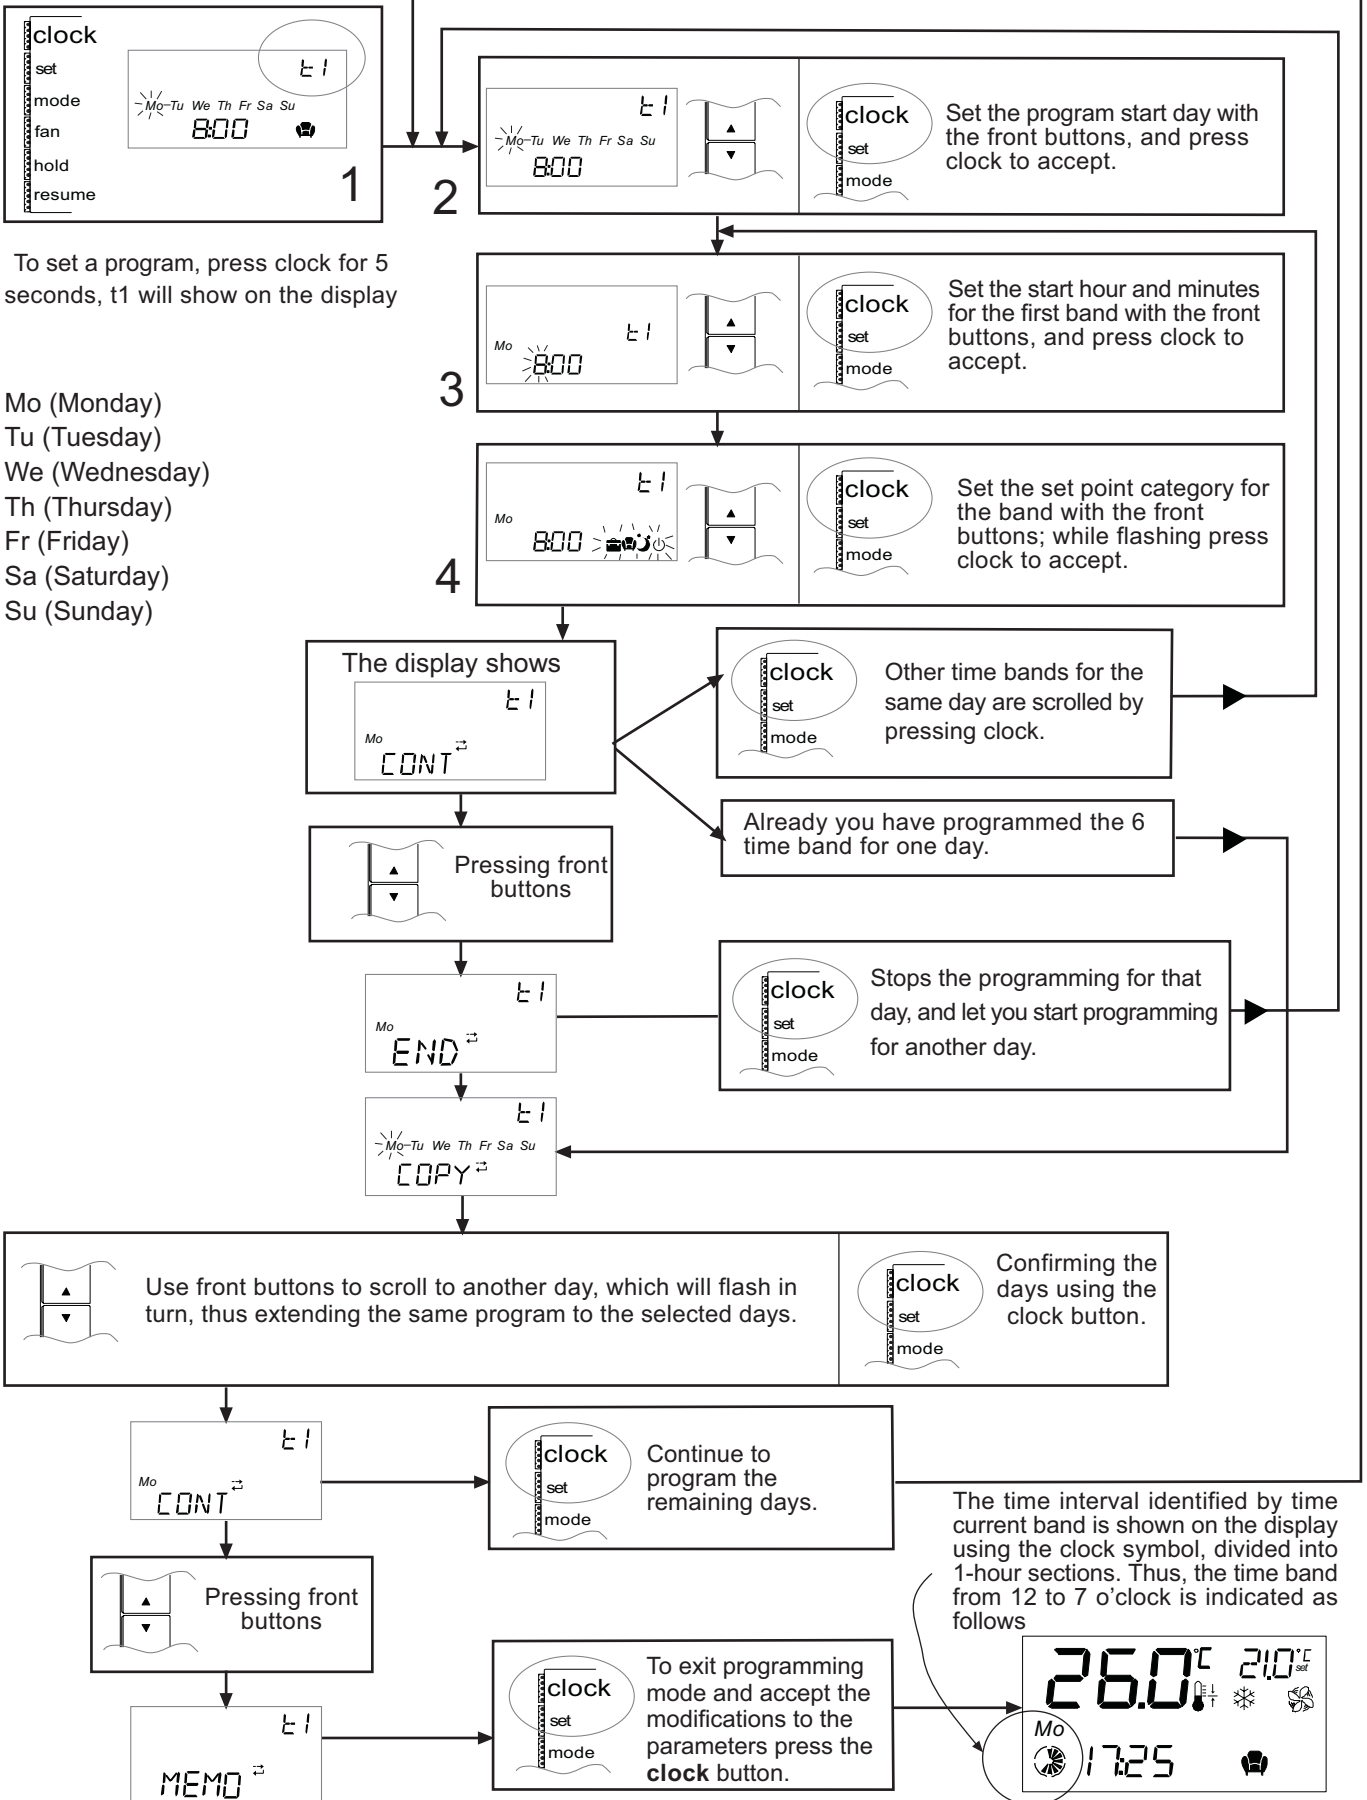 clock
set
mode
fan
hold
resume
t1
Mo Tu We Th Fr Sa Su
8:00
1
To set a program, press clock for 5
seconds, t1 will show on the display
Mo (Monday)
Tu (Tuesday)
We (Wednesday)
Th (Thursday)
Fr (Friday)
Sa (Saturday)
Su (Sunday)
2
t1
Mo Tu We Th Fr Sa Su
8:00
clock
set
mode
Set the program start day with
the front buttons, and press
clock to accept.
3
t1
Mo
8:00
clock
set
mode
Set the start hour and minutes
for the first band with the front
buttons, and press clock to
accept.
4
t1
Mo
8:00
clock
set
mode
Set the set point category for
the band with the front
buttons; while flashing press
clock to accept.
The display shows
t1
Mo
CONT
clock
set
mode
Other time bands for the
same day are scrolled by
pressing clock.
Already you have programmed the 6
time band for one day.
Pressing front
buttons
t1
Mo
END
clock
set
mode
Stops the programming for that
day, and let you start programming
for another day.
t1
Mo Tu We Th Fr Sa Su
COPY
Use front buttons to scroll to another day, which will flash in
turn, thus extending the same program to the selected days.
clock
set
mode
Confirming the
days using the
clock button.
t1
Mo
CONT
clock
set
mode
Continue to
program the
remaining days.
Pressing front
buttons
t1
MEMO
clock
set
mode
To exit programming
mode and accept the
modifications to the
parameters press the
clock button.
The time interval identified by time
current band is shown on the display
using the clock symbol, divided into
1-hour sections. Thus, the time band
from 12 to 7 o'clock is indicated as
follows
26.0°C
21.0°C
set
Mo
17:25